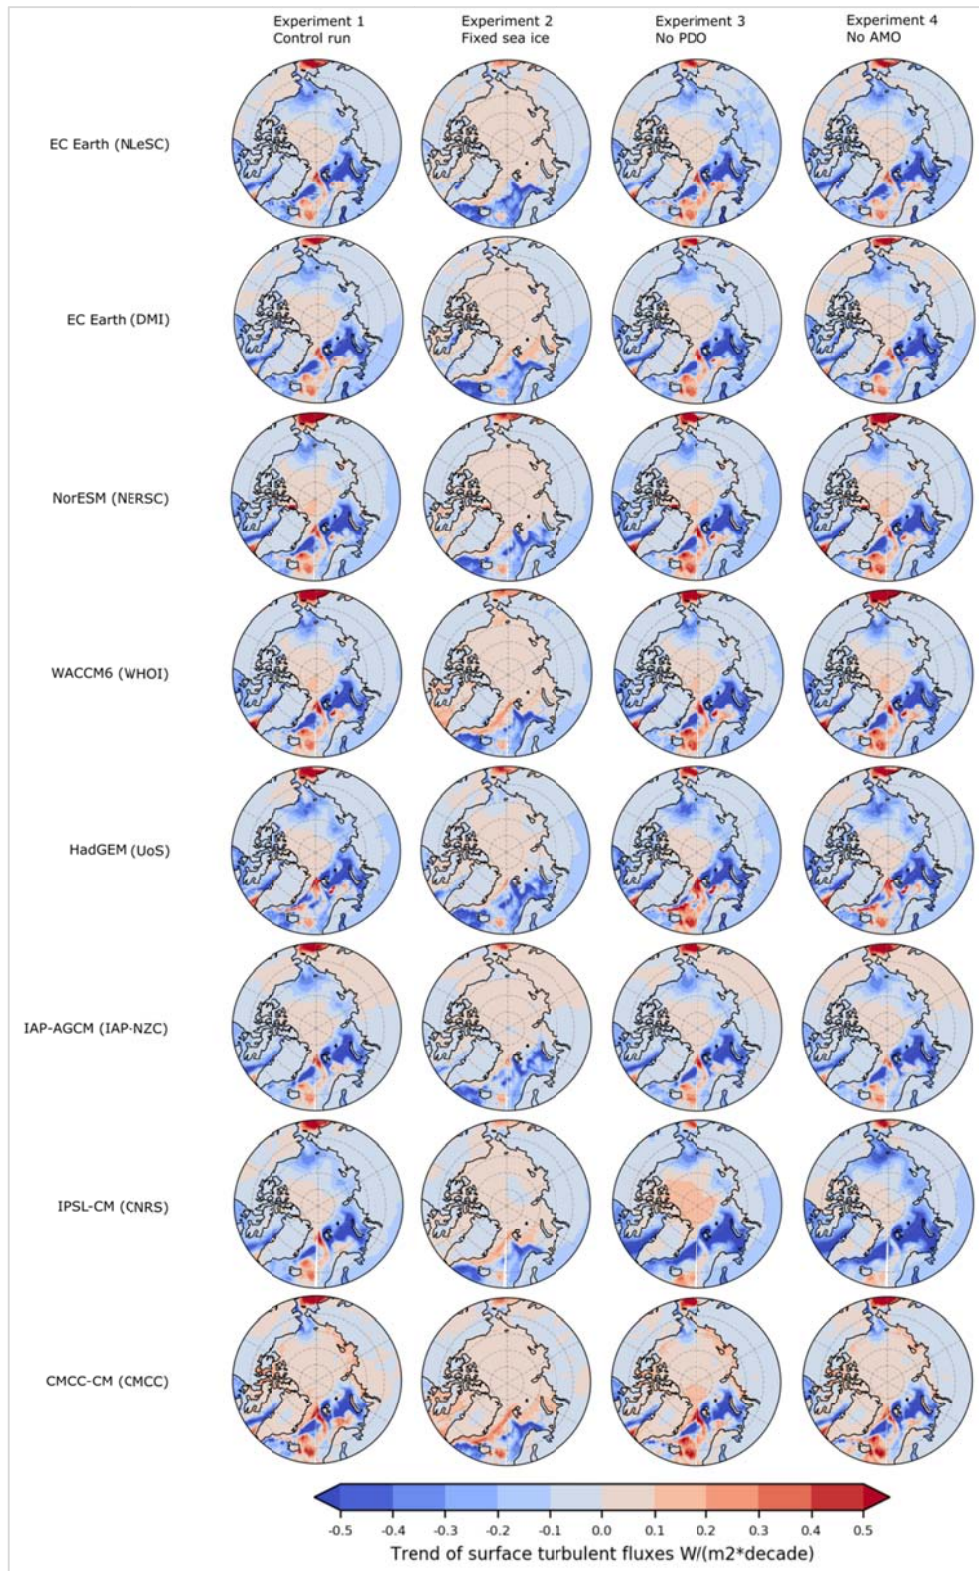 Experiment 1
Control run
Experiment 2
Fixed sea ice
Experiment 3
No PDO
Experiment 4
No AMO
EC Earth (NLeSC)
EC Earth (DMI)
NorESM (NERSC)
WACCM6 (WHOI)
HadGEM (UoS)
IAP-AGCM (IAP-NZC)
IPSL-CM (CNRS)
CMCC-CM (CMCC)
-0.5 -0.4 -0.3 -0.2 -0.1 0.0 0.1 0.2 0.3 0.4 0.5
Trend of surface turbulent fluxes W/(m2*decade)